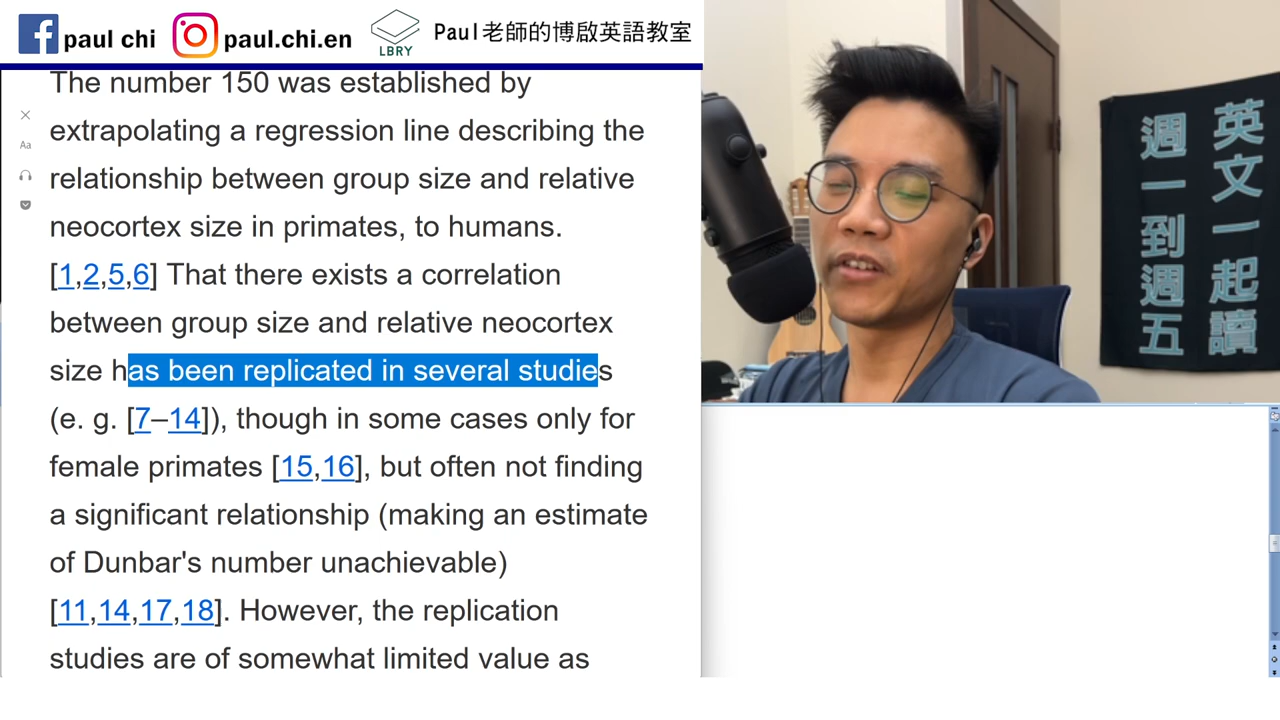 paul chi
paul.chi.en
LBRY
Paul老師的博啟英語教室
The number 150 was established by
extrapolating a regression line describing the
relationship between group size and relative
neocortex size in primates, to humans.
[1,2,5,6] That there exists a correlation
between group size and relative neocortex
size has been replicated in several studies
(e. g. [7–14]), though in some cases only for
female primates [15,16], but often not finding
a significant relationship (making an estimate
of Dunbar's number unachievable)
[11,14,17,18]. However, the replication
studies are of somewhat limited value as
Aa
英文一起讀
週一到週五